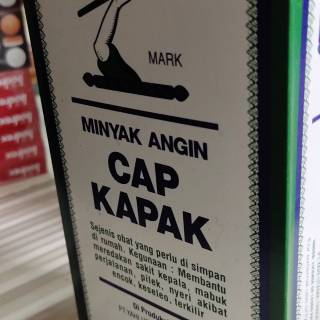 MARK
MINYAK ANGIN
CAP
KAPAK
Sejenis obat yang perlu di simpan
di rumah. Kegunaan : Membantu
meredakan sakit kepala, mabuk
perjalanan, pilek, nyeri akibat
encok, keseleo, terkilir
Di Produksi
PT